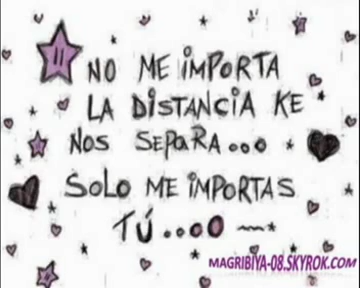 NO ME IMPORTA
LA DISTANCIA KE
NOS SEPARA...o
SOLO ME IMPORTAS
TÚ....o
MAGRIBIYA-08.SKYROK.COM